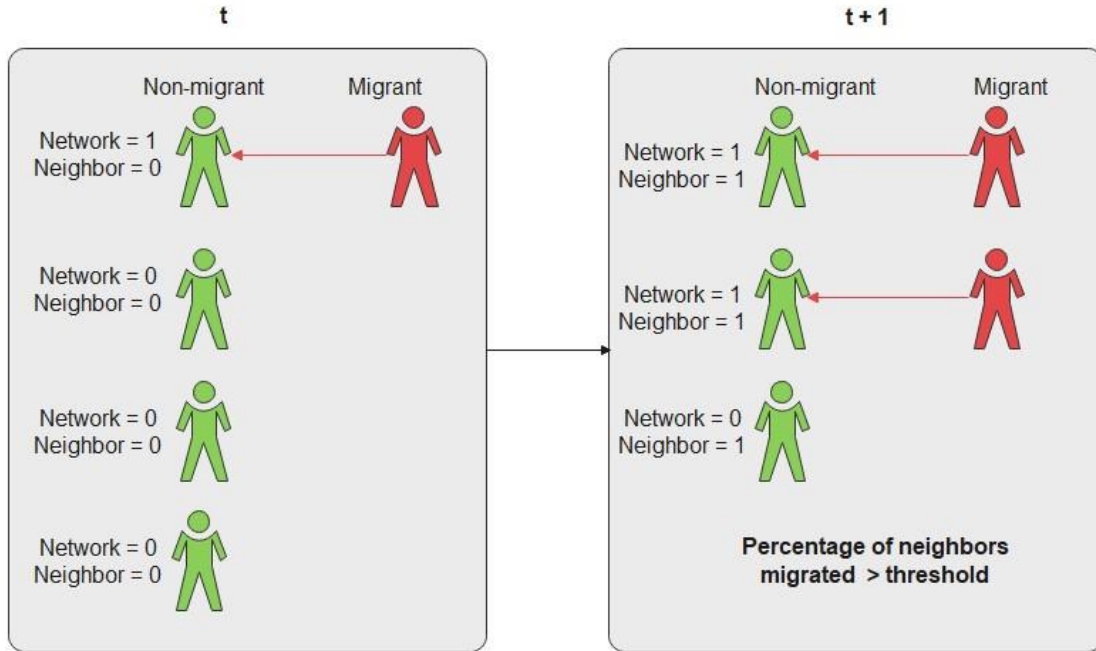 t
Non-migrant Migrant
Network = 1
Neighbor = 0
Network = 0
Neighbor = 0
Network = 0
Neighbor = 0
Network = 0
Neighbor = 0
t + 1
Non-migrant Migrant
Network = 1
Neighbor = 1
Network = 1
Neighbor = 1
Network = 0
Neighbor = 1
Percentage of neighbors
migrated > threshold